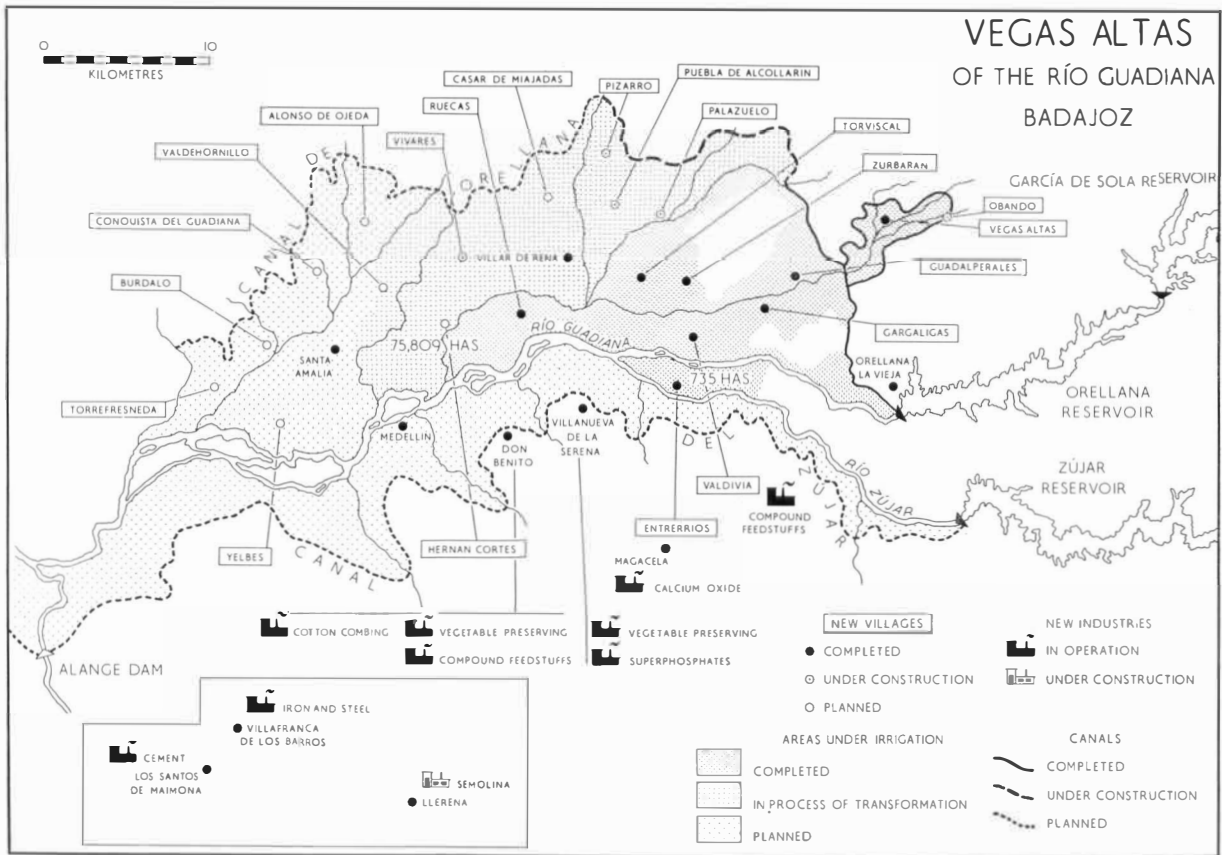 VEGAS ALTAS
OF THE RÍO GUADIANA
BADAJOZ
0 10
KILOMETRES
CASAR DE MIAJADAS
PUEBLA DE ALCOLLARIN
PIZARRO
RUECAS
PALAZUELO
ALONSO DE OJEDA
TORVISCAL
VIVARES
VALDEHORNILLO
ZURBARAN
CANAL DE ORELLANA
GARCÍA DE SOLA RESERVOIR
OBANDO
CONQUISTA DEL GUADIANA
VEGAS ALTAS
VILLAR DE RENA
GUADALPERALES
BURDALO
GARGALIGAS
RÍO GUADIANA
75,809 HAS.
SANTA-
AMALIA
ORELLANA
LA VIEJA
735 HAS.
ORELLANA
RESERVOIR
TORREFRESNEDA
MEDELLIN
VILLANUEVA
DE LA
SERENA
DON
BENITO
CANAL DEL ZÚJAR
RÍO ZÚJAR
ZÚJAR
RESERVOIR
VALDIVIA
COMPOUND
FEEDSTUFFS
ENTRERRIOS
YELBES
HERNAN CORTES
MAGACELA
CALCIUM OXIDE
COTTON COMBING
VEGETABLE PRESERVING
COMPOUND FEEDSTUFFS
VEGETABLE PRESERVING
SUPERPHOSPHATES
ALANGE DAM
IRON AND STEEL
VILLAFRANCA
DE LOS BARROS
CEMENT
LOS SANTOS
DE MAIMONA
SEMOLINA
LLERENA
NEW VILLAGES
COMPLETED
UNDER CONSTRUCTION
PLANNED
NEW INDUSTRIES
IN OPERATION
UNDER CONSTRUCTION
AREAS UNDER IRRIGATION
COMPLETED
IN PROCESS OF TRANSFORMATION
PLANNED
CANALS
COMPLETED
UNDER CONSTRUCTION
PLANNED